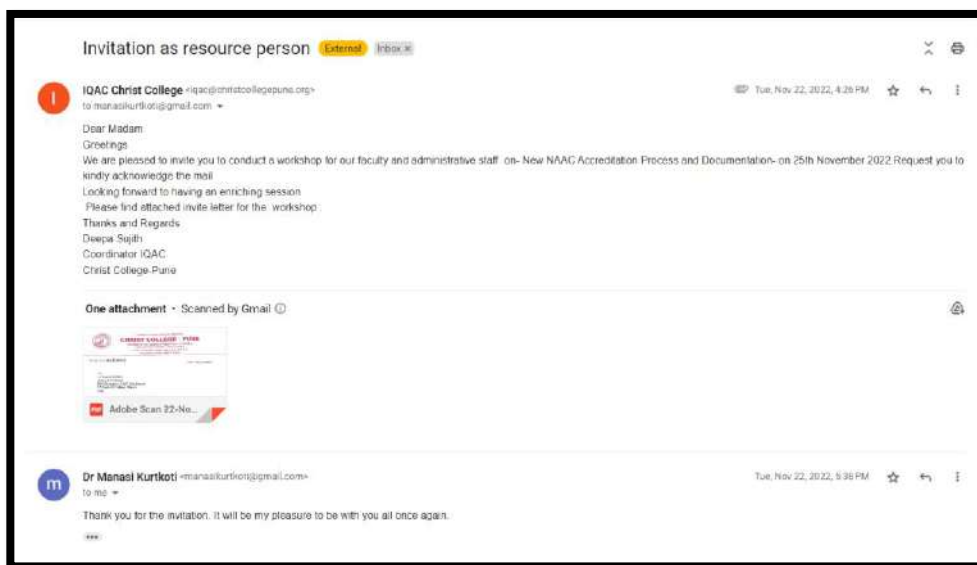 Invitation as resource person External Inbox ×
I
IQAC Christ College <iqac@christcollegepune.org>
Tue, Nov 22, 2022, 4:26 PM
to manasikurtkoti@gmail.com
Dear Madam
Greetings
We are pleased to invite you to conduct a workshop for our faculty and administrative staff on- New NAAC Accreditation Process and Documentation- on 25th November 2022.Request you to
kindly acknowledge the mail
Looking forward to having an enriching session
Please find attached invite letter for the workshop.
Thanks and Regards
Deepa Sujith
Coordinator IQAC
Christ College-Pune
One attachment • Scanned by Gmail
CHRIST COLLEGE PUNE
PDF Adobe Scan 22-No...
m
Dr Manasi Kurtkoti <manasikurtkoti@gmail.com>
Tue, Nov 22, 2022, 5:36 PM
to me
Thank you for the invitation. It will be my pleasure to be with you all once again.